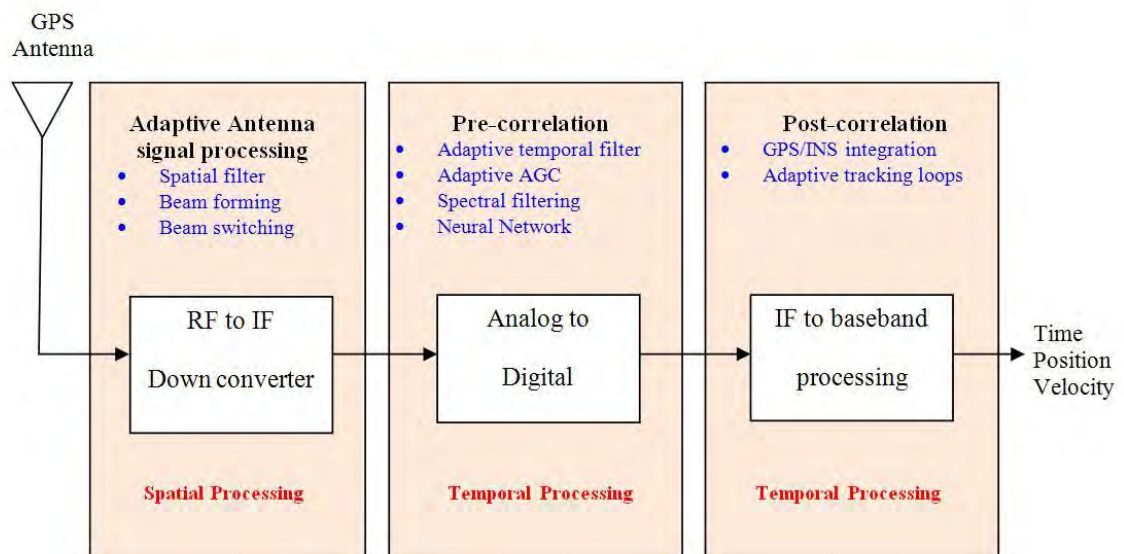 GPS
Antenna
Adaptive Antenna
signal processing
• Spatial filter
• Beam forming
• Beam switching
RF to IF
Down converter
Spatial Processing
Pre-correlation
• Adaptive temporal filter
• Adaptive AGC
• Spectral filtering
• Neural Network
Analog to
Digital
Temporal Processing
Post-correlation
• GPS/INS integration
• Adaptive tracking loops
IF to baseband
processing
Temporal Processing
Time
Position
Velocity